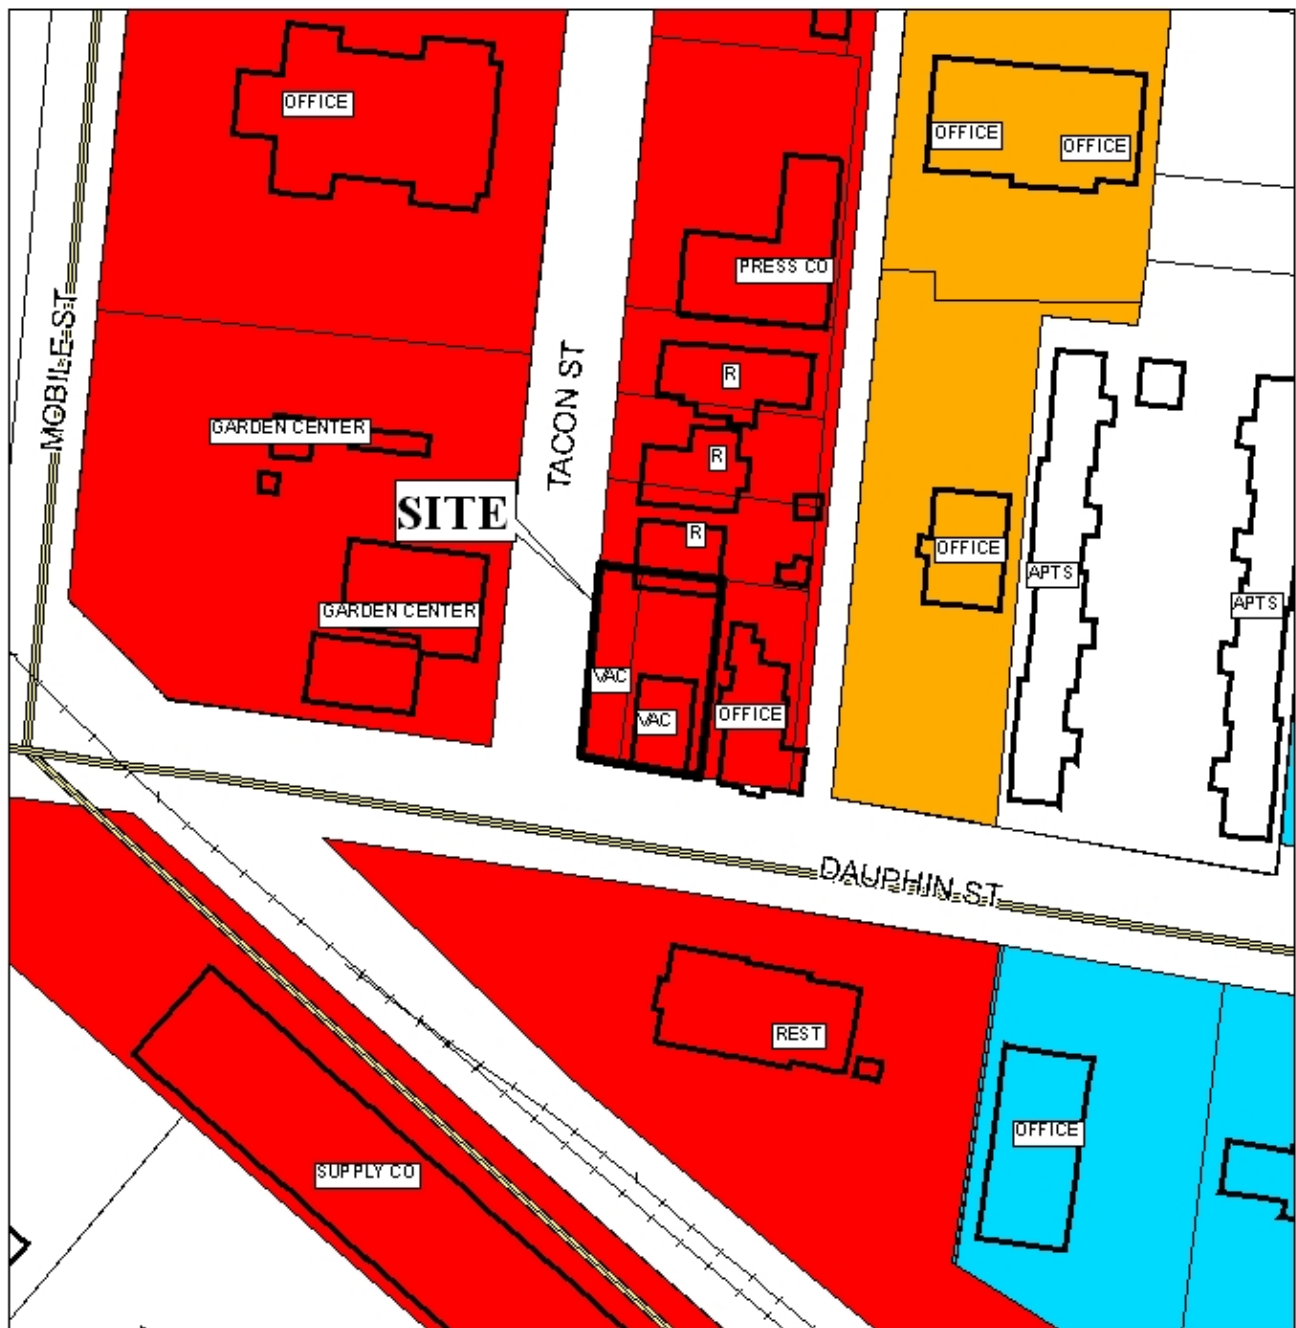 OFFICE
OFFICE
OFFICE
PRESS CO
MOBILE ST
TACON ST
R
GARDEN CENTER
R
SITE
R
OFFICE
APTS
APTS
GARDEN CENTER
VAC
VAC
OFFICE
DAUPHIN ST
REST
OFFICE
SUPPLY CO